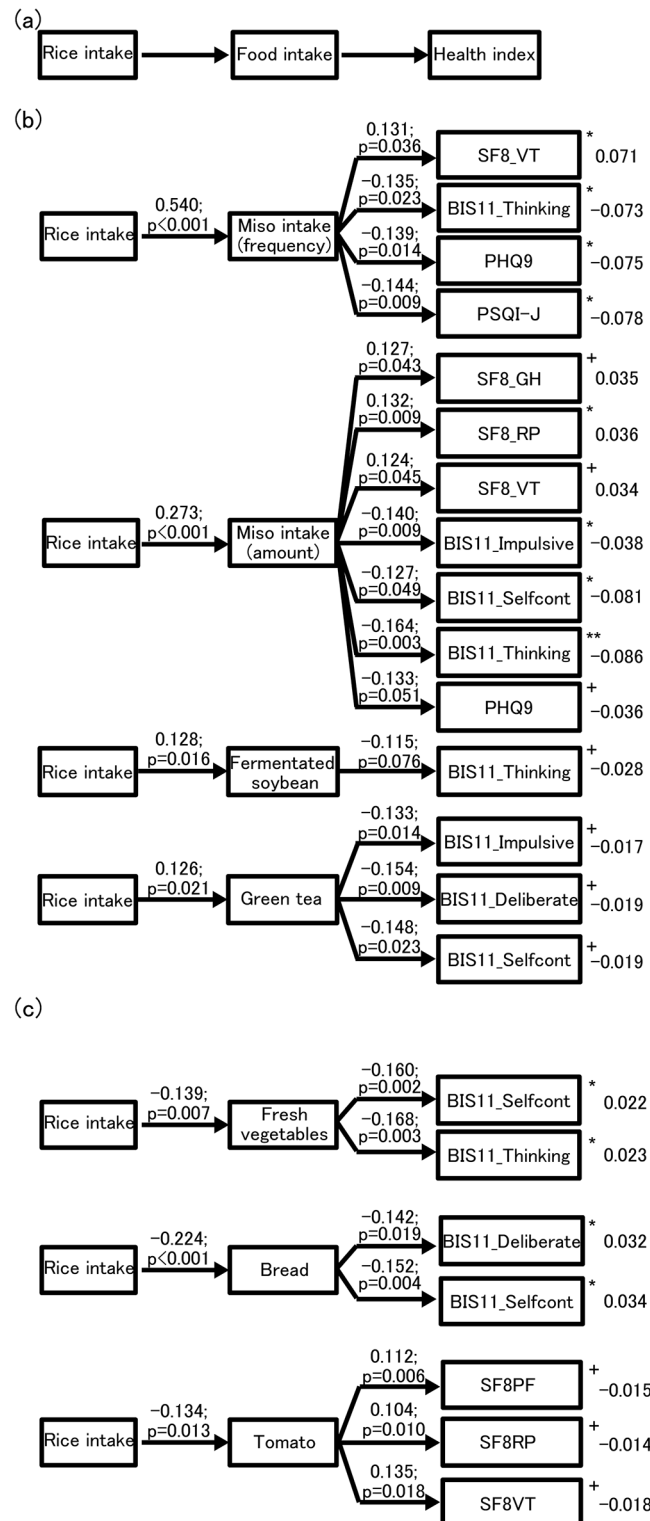 (a)
Rice intake
Food intake
Health index
(b)
Rice intake
0.540;
p<0.001
Miso intake
(frequency)
0.131;
p=0.036
SF8_VT
*
0.071
−0.135;
p=0.023
BIS11_Thinking
*
−0.073
−0.139;
p=0.014
PHQ9
*
−0.075
−0.144;
p=0.009
PSQI-J
*
−0.078
Rice intake
0.273;
p<0.001
Miso intake
(amount)
0.127;
p=0.043
SF8_GH
+
0.035
0.132;
p=0.009
SF8_RP
*
0.036
0.124;
p=0.045
SF8_VT
+
0.034
−0.140;
p=0.009
BIS11_Impulsive
*
−0.038
−0.127;
p=0.049
BIS11_Selfcont
*
−0.081
−0.164;
p=0.003
BIS11_Thinking
**
−0.086
−0.133;
p=0.051
PHQ9
+
−0.036
Rice intake
0.128;
p=0.016
Fermentated
soybean
−0.115;
p=0.076
BIS11_Thinking
+
−0.028
Rice intake
0.126;
p=0.021
Green tea
−0.133;
p=0.014
BIS11_Impulsive
+
−0.017
−0.154;
p=0.009
BIS11_Deliberate
+
−0.019
−0.148;
p=0.023
BIS11_Selfcont
+
−0.019
(c)
Rice intake
−0.139;
p=0.007
Fresh
vegetables
−0.160;
p=0.002
BIS11_Selfcont
*
0.022
−0.168;
p=0.003
BIS11_Thinking
*
0.023
Rice intake
−0.224;
p<0.001
Bread
−0.142;
p=0.019
BIS11_Deliberate
*
0.032
−0.152;
p=0.004
BIS11_Selfcont
*
0.034
Rice intake
−0.134;
p=0.013
Tomato
0.112;
p=0.006
SF8PF
+
−0.015
0.104;
p=0.010
SF8RP
+
−0.014
0.135;
p=0.018
SF8VT
+
−0.018